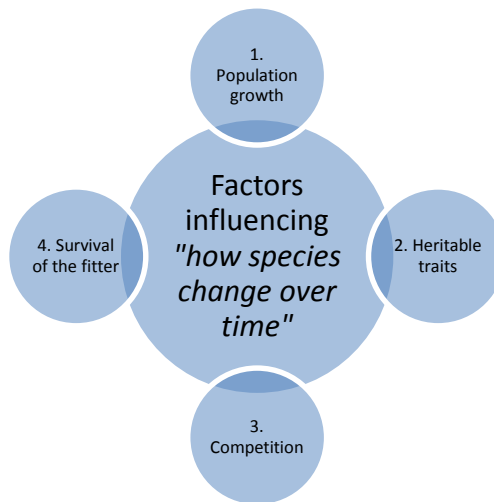 1.
Population
growth
Factors
influencing
"how species
change over
time"
4. Survival
of the fitter
2. Heritable
traits
3.
Competition